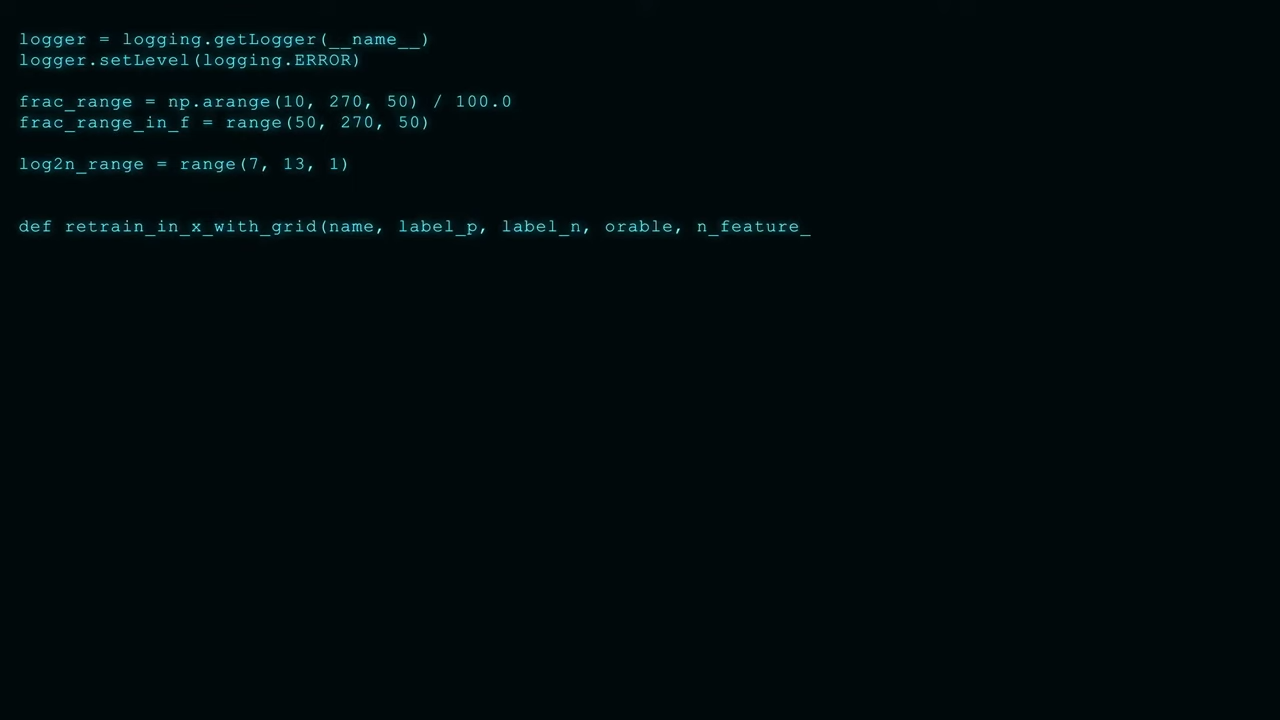 logger = logging.getLogger(__name__)
logger.setLevel(logging.ERROR)
frac_range = np.arange(10, 270, 50) / 100.0
frac_range_in_f = range(50, 270, 50)
log2n_range = range(7, 13, 1)
def retrain_in_x_with_grid(name, label_p, label_n, orable, n_feature_